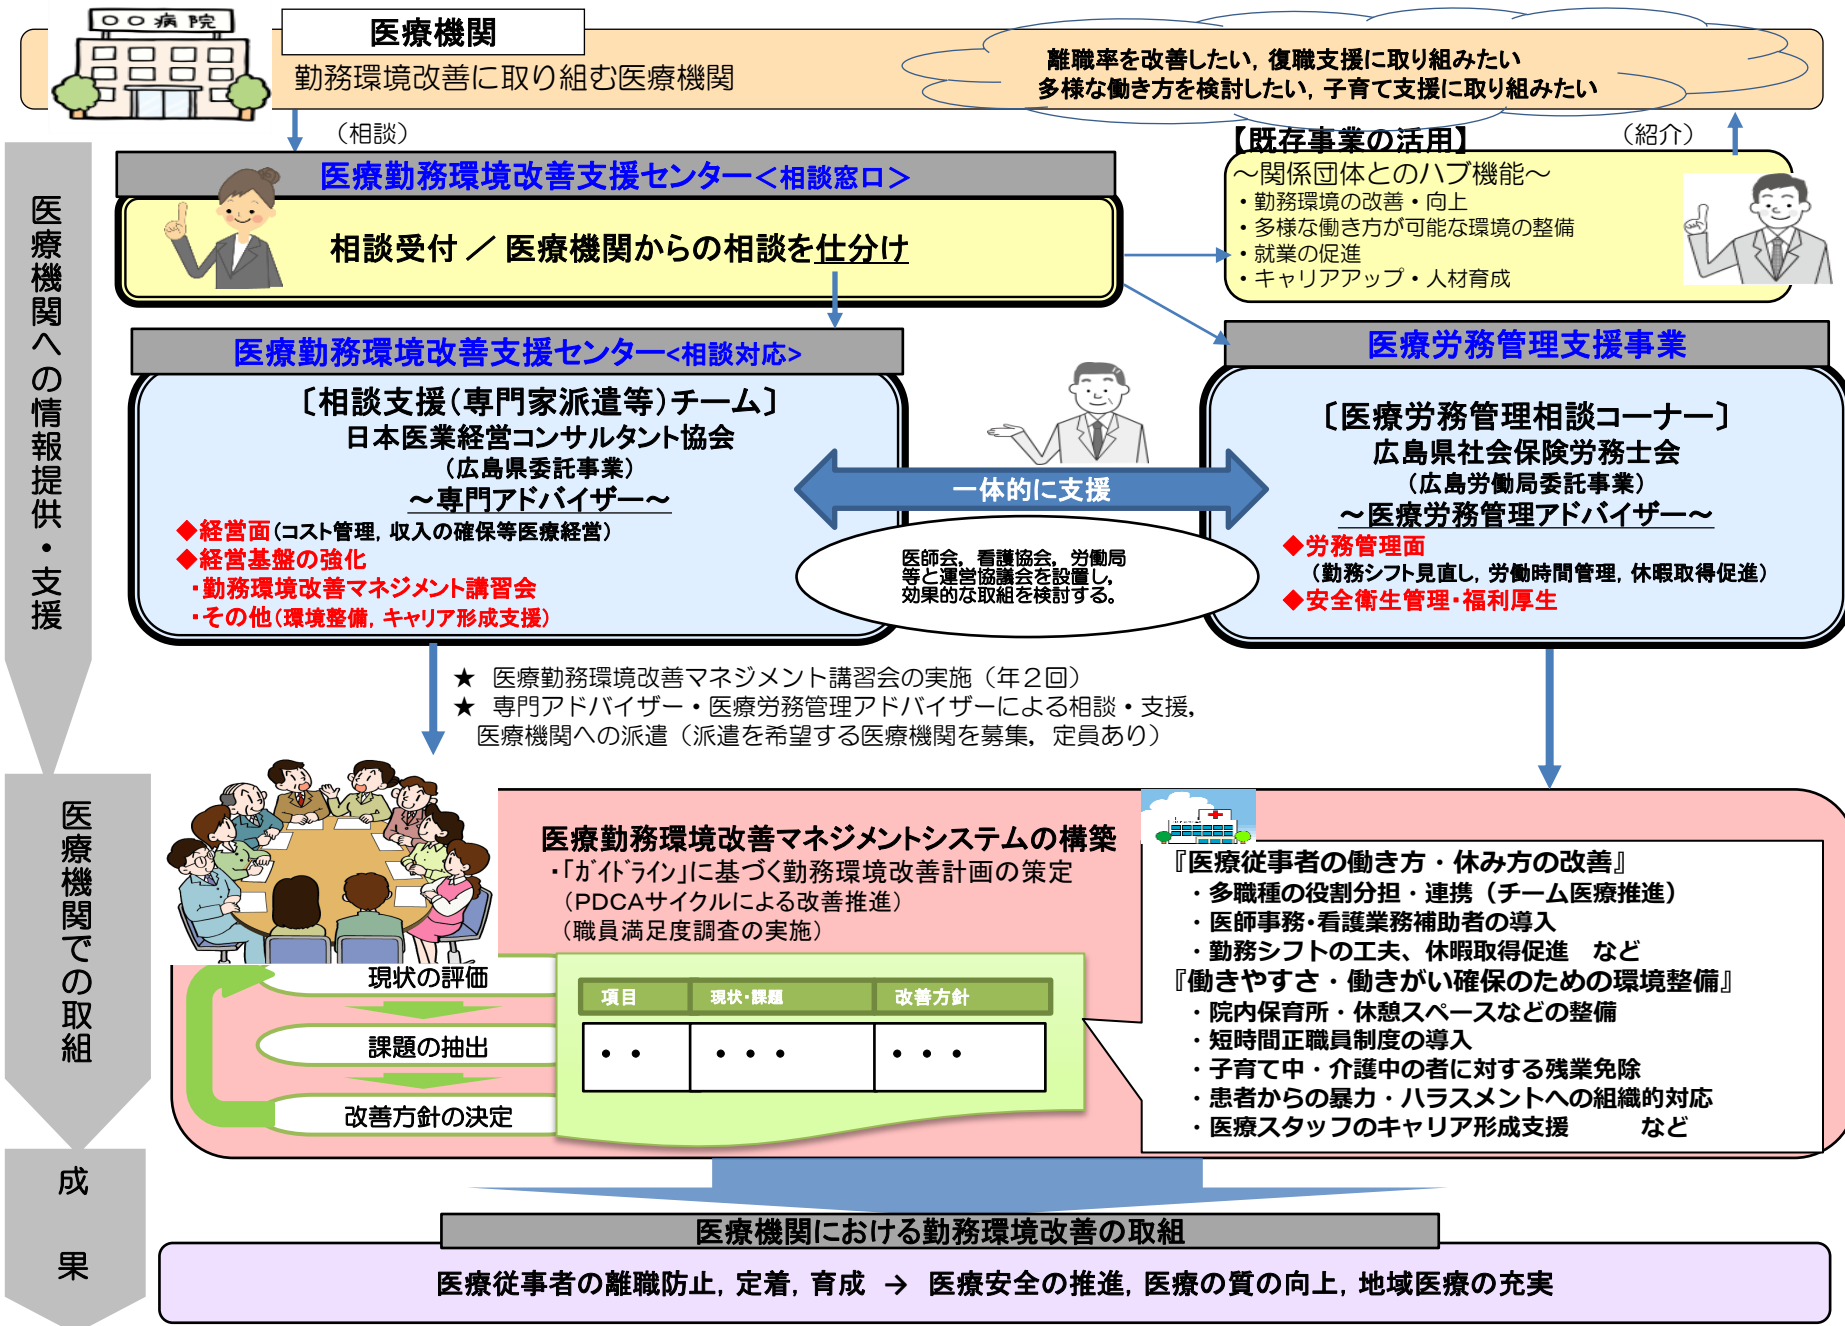 〇〇病院
医療機関
勤務環境改善に取り組む医療機関
離職率を改善したい，復職支援に取り組みたい
多様な働き方を検討したい，子育て支援に取り組みたい
（相談）
（紹介）
医療機関への情報提供・支援
医療勤務環境改善支援センター＜相談窓口＞
相談受付 ／ 医療機関からの相談を仕分け
【既存事業の活用】
～関係団体とのハブ機能～
・勤務環境の改善・向上
・多様な働き方が可能な環境の整備
・就業の促進
・キャリアアップ・人材育成
医療勤務環境改善支援センター<相談対応>
〔相談支援（専門家派遣等）チーム〕
日本医業経営コンサルタント協会
（広島県委託事業）
～専門アドバイザー～
◆経営面（コスト管理，収入の確保等医療経営）
◆経営基盤の強化
・勤務環境改善マネジメント講習会
・その他（環境整備，キャリア形成支援）
一体的に支援
医師会，看護協会，労働局
等と運営協議会を設置し，
効果的な取組を検討する。
医療労務管理支援事業
〔医療労務管理相談コーナー〕
広島県社会保険労務士会
（広島労働局委託事業）
～医療労務管理アドバイザー～
◆労務管理面
（勤務シフト見直し，労働時間管理，休暇取得促進）
◆安全衛生管理・福利厚生
★ 医療勤務環境改善マネジメント講習会の実施（年２回）
★ 専門アドバイザー・医療労務管理アドバイザーによる相談・支援，
医療機関への派遣（派遣を希望する医療機関を募集，定員あり）
医療機関での取組
医療勤務環境改善マネジメントシステムの構築
・「ｶﾞｲﾄﾞﾗｲﾝ」に基づく勤務環境改善計画の策定
（PDCAサイクルによる改善推進）
（職員満足度調査の実施）
現状の評価
課題の抽出
改善方針の決定
項目 現状・課題 改善方針
・・ ・・・ ・・・
『医療従事者の働き方・休み方の改善』
・多職種の役割分担・連携（チーム医療推進）
・医師事務・看護業務補助者の導入
・勤務シフトの工夫、休暇取得促進　など
『働きやすさ・働きがい確保のための環境整備』
・院内保育所・休憩スペースなどの整備
・短時間正職員制度の導入
・子育て中・介護中の者に対する残業免除
・患者からの暴力・ハラスメントへの組織的対応
・医療スタッフのキャリア形成支援　　　など
成果
医療機関における勤務環境改善の取組
医療従事者の離職防止，定着，育成 → 医療安全の推進，医療の質の向上，地域医療の充実